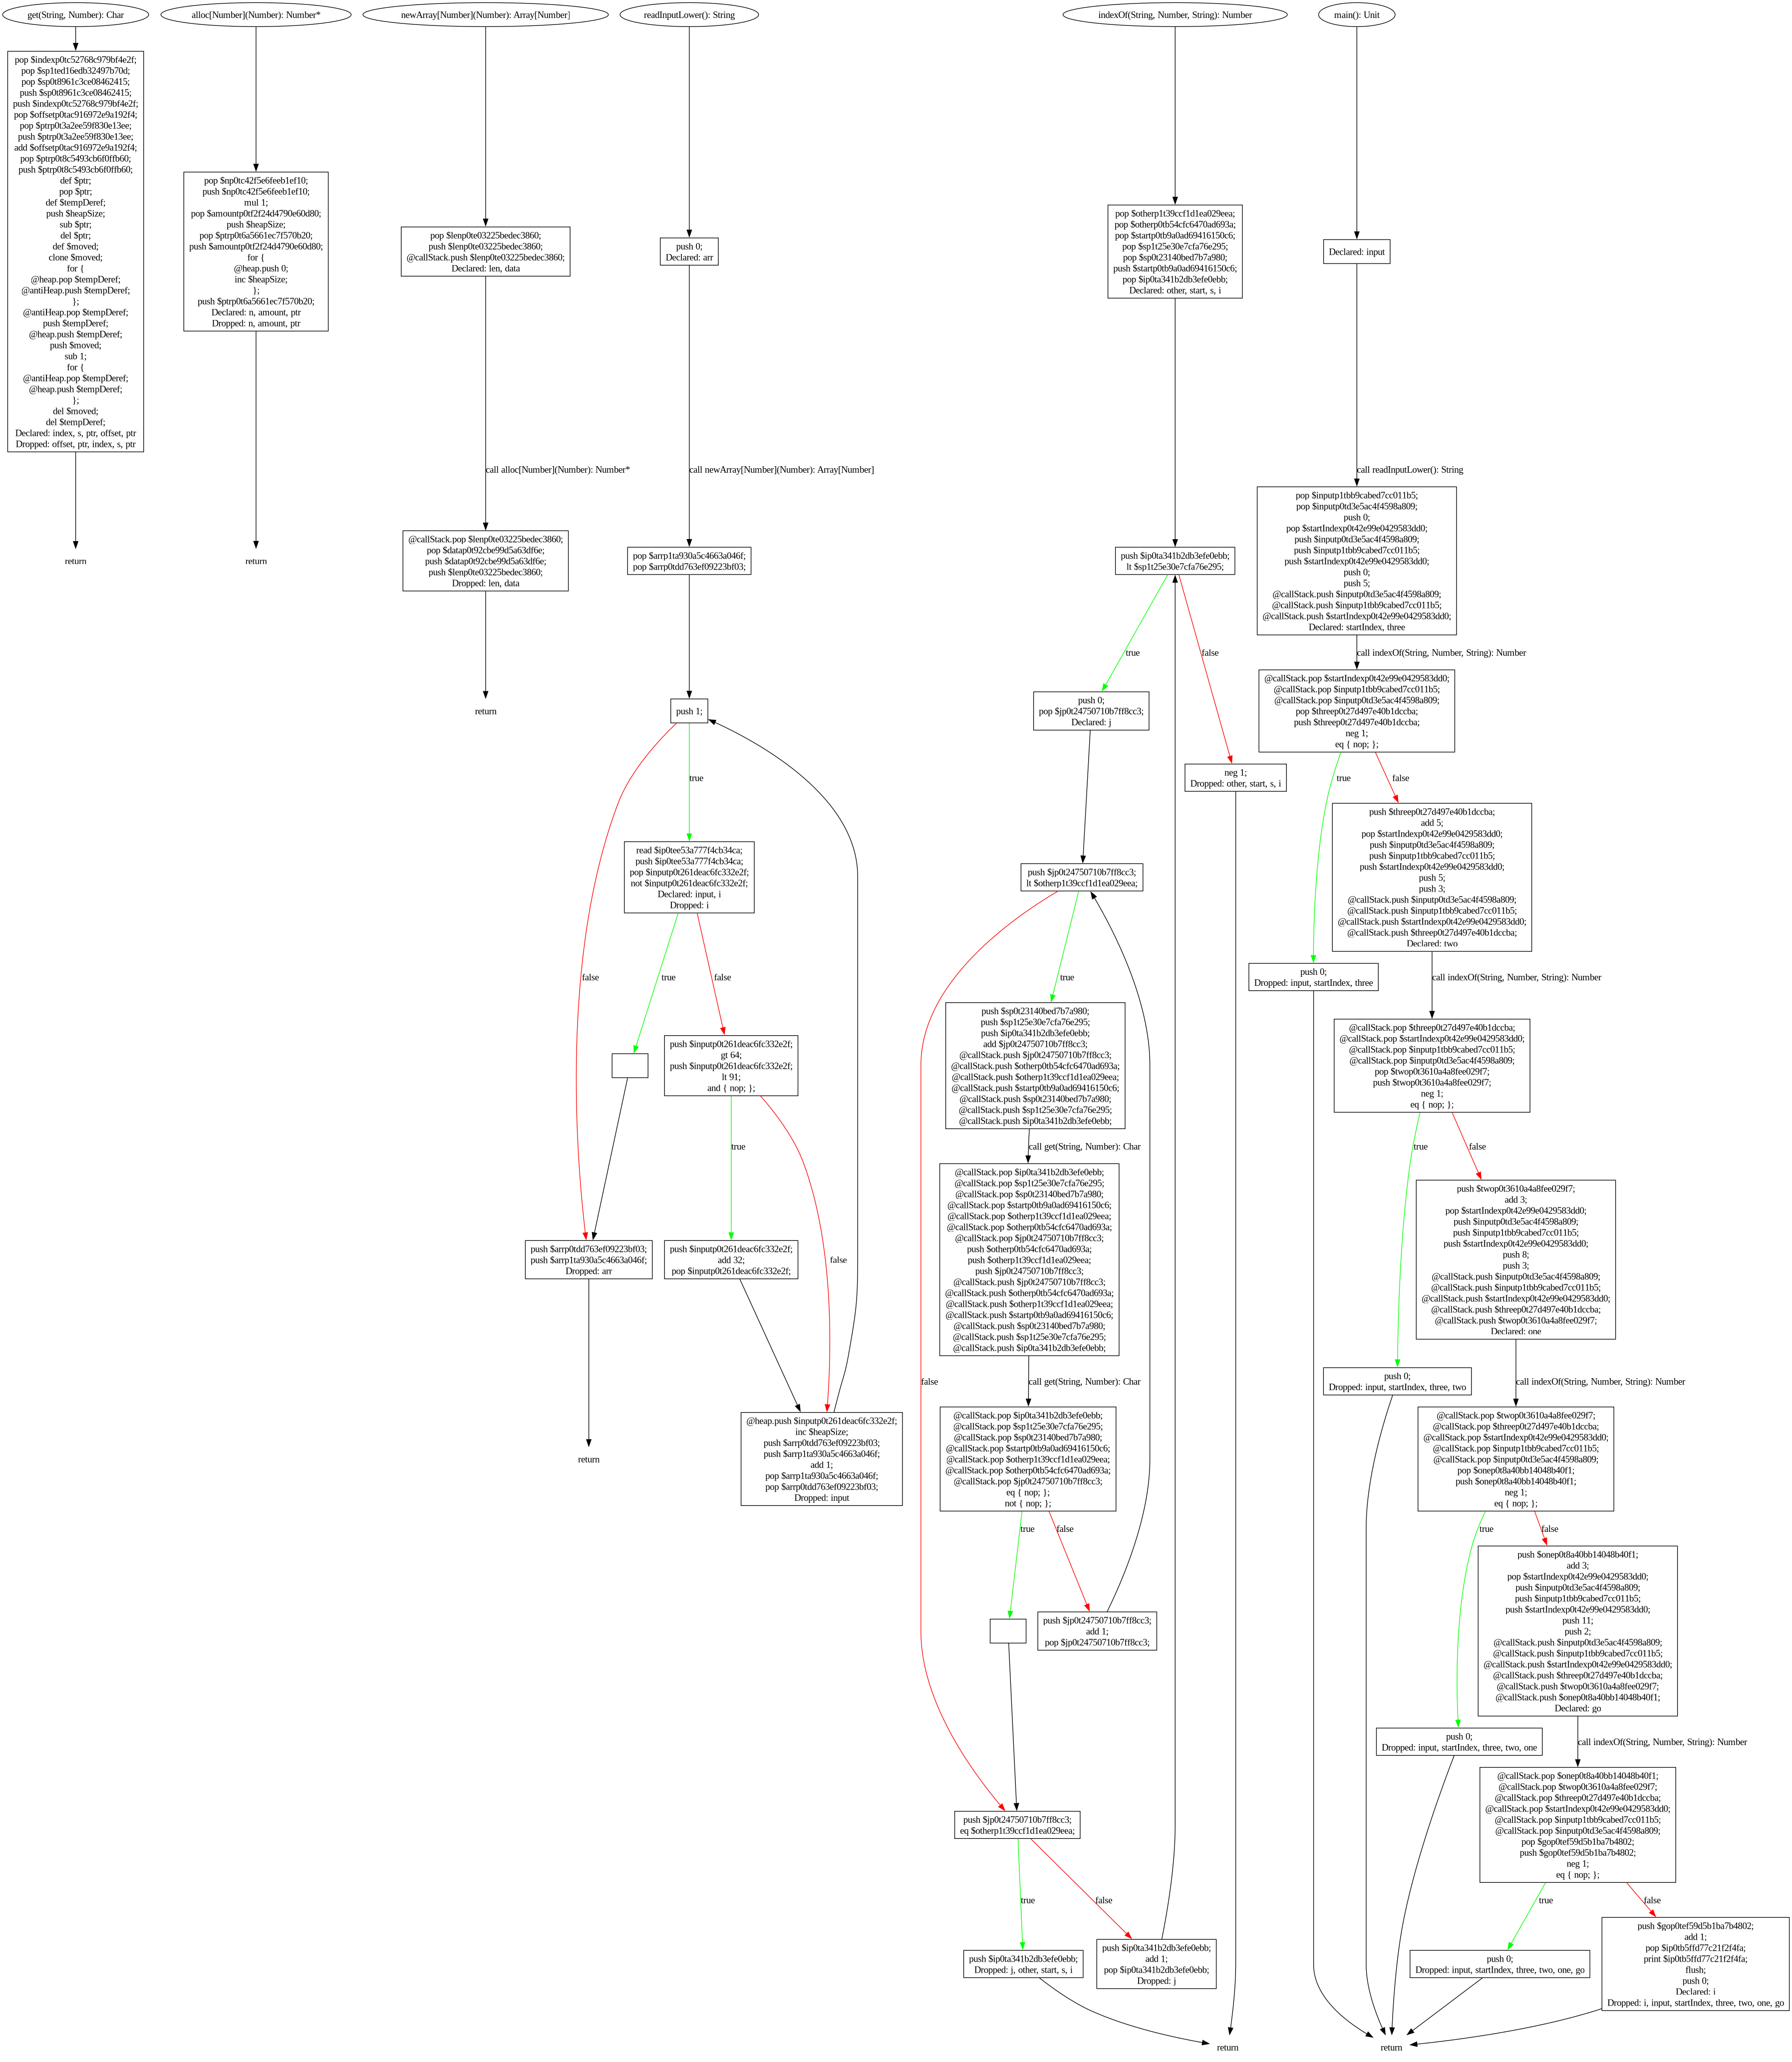 get(String, Number): Char
pop $indexp0tc52768c979bf4e2f;
pop $sp1ted16edb32497b70d;
pop $sp0t8961c3ce08462415;
push $sp0t8961c3ce08462415;
push $indexp0tc52768c979bf4e2f;
pop $offsetp0tac916972e9a192f4;
pop $ptrp0t3a2ee59f830e13ee;
push $ptrp0t3a2ee59f830e13ee;
add $offsetp0tac916972e9a192f4;
pop $ptrp0t8c5493cb6f0ffb60;
push $ptrp0t8c5493cb6f0ffb60;
def $ptr;
pop $ptr;
def $tempDeref;
push $heapSize;
sub $ptr;
del $ptr;
def $moved;
clone $moved;
for {
@heap.pop $tempDeref;
@antiHeap.push $tempDeref;
};
@antiHeap.pop $tempDeref;
push $tempDeref;
@heap.push $tempDeref;
push $moved;
sub 1;
for {
@antiHeap.pop $tempDeref;
@heap.push $tempDeref;
};
del $moved;
del $tempDeref;
Declared: index, s, ptr, offset, ptr
Dropped: offset, ptr, index, s, ptr
return
alloc[Number](Number): Number*
pop $np0tc42f5e6feeb1ef10;
push $np0tc42f5e6feeb1ef10;
mul 1;
pop $amountp0tf2f24d4790e60d80;
push $heapSize;
pop $ptrp0t6a5661ec7f570b20;
push $amountp0tf2f24d4790e60d80;
for {
@heap.push 0;
inc $heapSize;
};
push $ptrp0t6a5661ec7f570b20;
Declared: n, amount, ptr
Dropped: n, amount, ptr
return
newArray[Number](Number): Array[Number]
pop $lenp0te03225bedec3860;
push $lenp0te03225bedec3860;
@callStack.push $lenp0te03225bedec3860;
Declared: len, data
call alloc[Number](Number): Number*
@callStack.pop $lenp0te03225bedec3860;
pop $datap0t92cbe99d5a63df6e;
push $datap0t92cbe99d5a63df6e;
push $lenp0te03225bedec3860;
Dropped: len, data
return
readInputLower(): String
push 0;
Declared: arr
call newArray[Number](Number): Array[Number]
pop $arrp1ta930a5c4663a046f;
pop $arrp0tdd763ef09223bf03;
push 1;
true
false
read $ip0tee53a777f4cb34ca;
push $ip0tee53a777f4cb34ca;
pop $inputp0t261deac6fc332e2f;
not $inputp0t261deac6fc332e2f;
Declared: input, i
Dropped: i
true
false
push $inputp0t261deac6fc332e2f;
gt 64;
push $inputp0t261deac6fc332e2f;
lt 91;
and { nop; };
true
false
push $arrp0tdd763ef09223bf03;
push $arrp1ta930a5c4663a046f;
Dropped: arr
push $inputp0t261deac6fc332e2f;
add 32;
pop $inputp0t261deac6fc332e2f;
@heap.push $inputp0t261deac6fc332e2f;
inc $heapSize;
push $arrp0tdd763ef09223bf03;
push $arrp1ta930a5c4663a046f;
add 1;
pop $arrp1ta930a5c4663a046f;
pop $arrp0tdd763ef09223bf03;
Dropped: input
return
indexOf(String, Number, String): Number
pop $otherp1t39ccf1d1ea029eea;
pop $otherp0tb54cfc6470ad693a;
pop $startp0tb9a0ad69416150c6;
pop $sp1t25e30e7cfa76e295;
pop $sp0t23140bed7b7a980;
push $startp0tb9a0ad69416150c6;
pop $ip0ta341b2db3efe0ebb;
Declared: other, start, s, i
push $ip0ta341b2db3efe0ebb;
lt $sp1t25e30e7cfa76e295;
true
false
push 0;
pop $jp0t24750710b7ff8cc3;
Declared: j
neg 1;
Dropped: other, start, s, i
push $jp0t24750710b7ff8cc3;
lt $otherp1t39ccf1d1ea029eea;
true
false
push $sp0t23140bed7b7a980;
push $sp1t25e30e7cfa76e295;
push $ip0ta341b2db3efe0ebb;
add $jp0t24750710b7ff8cc3;
@callStack.push $jp0t24750710b7ff8cc3;
@callStack.push $otherp0tb54cfc6470ad693a;
@callStack.push $otherp1t39ccf1d1ea029eea;
@callStack.push $startp0tb9a0ad69416150c6;
@callStack.push $sp0t23140bed7b7a980;
@callStack.push $sp1t25e30e7cfa76e295;
@callStack.push $ip0ta341b2db3efe0ebb;
call get(String, Number): Char
@callStack.pop $ip0ta341b2db3efe0ebb;
@callStack.pop $sp1t25e30e7cfa76e295;
@callStack.pop $sp0t23140bed7b7a980;
@callStack.pop $startp0tb9a0ad69416150c6;
@callStack.pop $otherp1t39ccf1d1ea029eea;
@callStack.pop $otherp0tb54cfc6470ad693a;
@callStack.pop $jp0t24750710b7ff8cc3;
push $otherp0tb54cfc6470ad693a;
push $otherp1t39ccf1d1ea029eea;
push $jp0t24750710b7ff8cc3;
@callStack.push $jp0t24750710b7ff8cc3;
@callStack.push $otherp0tb54cfc6470ad693a;
@callStack.push $otherp1t39ccf1d1ea029eea;
@callStack.push $startp0tb9a0ad69416150c6;
@callStack.push $sp0t23140bed7b7a980;
@callStack.push $sp1t25e30e7cfa76e295;
@callStack.push $ip0ta341b2db3efe0ebb;
call get(String, Number): Char
@callStack.pop $ip0ta341b2db3efe0ebb;
@callStack.pop $sp1t25e30e7cfa76e295;
@callStack.pop $sp0t23140bed7b7a980;
@callStack.pop $startp0tb9a0ad69416150c6;
@callStack.pop $otherp1t39ccf1d1ea029eea;
@callStack.pop $otherp0tb54cfc6470ad693a;
@callStack.pop $jp0t24750710b7ff8cc3;
eq { nop; };
not { nop; };
true
false
push $jp0t24750710b7ff8cc3;
add 1;
pop $jp0t24750710b7ff8cc3;
push $jp0t24750710b7ff8cc3;
eq $otherp1t39ccf1d1ea029eea;
true
false
push $ip0ta341b2db3efe0ebb;
Dropped: j, other, start, s, i
push $ip0ta341b2db3efe0ebb;
add 1;
pop $ip0ta341b2db3efe0ebb;
Dropped: j
return
main(): Unit
Declared: input
call readInputLower(): String
pop $inputp1tbb9cabed7cc011b5;
pop $inputp0td3e5ac4f4598a809;
push 0;
pop $startIndexp0t42e99e0429583dd0;
push $inputp0td3e5ac4f4598a809;
push $inputp1tbb9cabed7cc011b5;
push $startIndexp0t42e99e0429583dd0;
push 0;
push 5;
@callStack.push $inputp0td3e5ac4f4598a809;
@callStack.push $inputp1tbb9cabed7cc011b5;
@callStack.push $startIndexp0t42e99e0429583dd0;
Declared: startIndex, three
call indexOf(String, Number, String): Number
@callStack.pop $startIndexp0t42e99e0429583dd0;
@callStack.pop $inputp1tbb9cabed7cc011b5;
@callStack.pop $inputp0td3e5ac4f4598a809;
pop $threep0t27d497e40b1dccba;
push $threep0t27d497e40b1dccba;
neg 1;
eq { nop; };
true
false
push 0;
Dropped: input, startIndex, three
push $threep0t27d497e40b1dccba;
add 5;
pop $startIndexp0t42e99e0429583dd0;
push $inputp0td3e5ac4f4598a809;
push $inputp1tbb9cabed7cc011b5;
push $startIndexp0t42e99e0429583dd0;
push 5;
push 3;
@callStack.push $inputp0td3e5ac4f4598a809;
@callStack.push $inputp1tbb9cabed7cc011b5;
@callStack.push $startIndexp0t42e99e0429583dd0;
@callStack.push $threep0t27d497e40b1dccba;
Declared: two
call indexOf(String, Number, String): Number
@callStack.pop $threep0t27d497e40b1dccba;
@callStack.pop $startIndexp0t42e99e0429583dd0;
@callStack.pop $inputp1tbb9cabed7cc011b5;
@callStack.pop $inputp0td3e5ac4f4598a809;
pop $twop0t3610a4a8fee029f7;
push $twop0t3610a4a8fee029f7;
neg 1;
eq { nop; };
true
false
push 0;
Dropped: input, startIndex, three, two
push $twop0t3610a4a8fee029f7;
add 3;
pop $startIndexp0t42e99e0429583dd0;
push $inputp0td3e5ac4f4598a809;
push $inputp1tbb9cabed7cc011b5;
push $startIndexp0t42e99e0429583dd0;
push 8;
push 3;
@callStack.push $inputp0td3e5ac4f4598a809;
@callStack.push $inputp1tbb9cabed7cc011b5;
@callStack.push $startIndexp0t42e99e0429583dd0;
@callStack.push $threep0t27d497e40b1dccba;
@callStack.push $twop0t3610a4a8fee029f7;
Declared: one
call indexOf(String, Number, String): Number
@callStack.pop $twop0t3610a4a8fee029f7;
@callStack.pop $threep0t27d497e40b1dccba;
@callStack.pop $startIndexp0t42e99e0429583dd0;
@callStack.pop $inputp1tbb9cabed7cc011b5;
@callStack.pop $inputp0td3e5ac4f4598a809;
pop $onep0t8a40bb14048b40f1;
push $onep0t8a40bb14048b40f1;
neg 1;
eq { nop; };
true
false
push 0;
Dropped: input, startIndex, three, two, one
push $onep0t8a40bb14048b40f1;
add 3;
pop $startIndexp0t42e99e0429583dd0;
push $inputp0td3e5ac4f4598a809;
push $inputp1tbb9cabed7cc011b5;
push $startIndexp0t42e99e0429583dd0;
push 11;
push 2;
@callStack.push $inputp0td3e5ac4f4598a809;
@callStack.push $inputp1tbb9cabed7cc011b5;
@callStack.push $startIndexp0t42e99e0429583dd0;
@callStack.push $threep0t27d497e40b1dccba;
@callStack.push $twop0t3610a4a8fee029f7;
@callStack.push $onep0t8a40bb14048b40f1;
Declared: go
call indexOf(String, Number, String): Number
@callStack.pop $onep0t8a40bb14048b40f1;
@callStack.pop $twop0t3610a4a8fee029f7;
@callStack.pop $threep0t27d497e40b1dccba;
@callStack.pop $startIndexp0t42e99e0429583dd0;
@callStack.pop $inputp1tbb9cabed7cc011b5;
@callStack.pop $inputp0td3e5ac4f4598a809;
pop $gop0tef59d5b1ba7b4802;
push $gop0tef59d5b1ba7b4802;
neg 1;
eq { nop; };
true
false
push 0;
Dropped: input, startIndex, three, two, one, go
push $gop0tef59d5b1ba7b4802;
add 1;
pop $ip0tb5ffd77c21f2f4fa;
print $ip0tb5ffd77c21f2f4fa;
flush;
push 0;
Declared: i
Dropped: i, input, startIndex, three, two, one, go
return